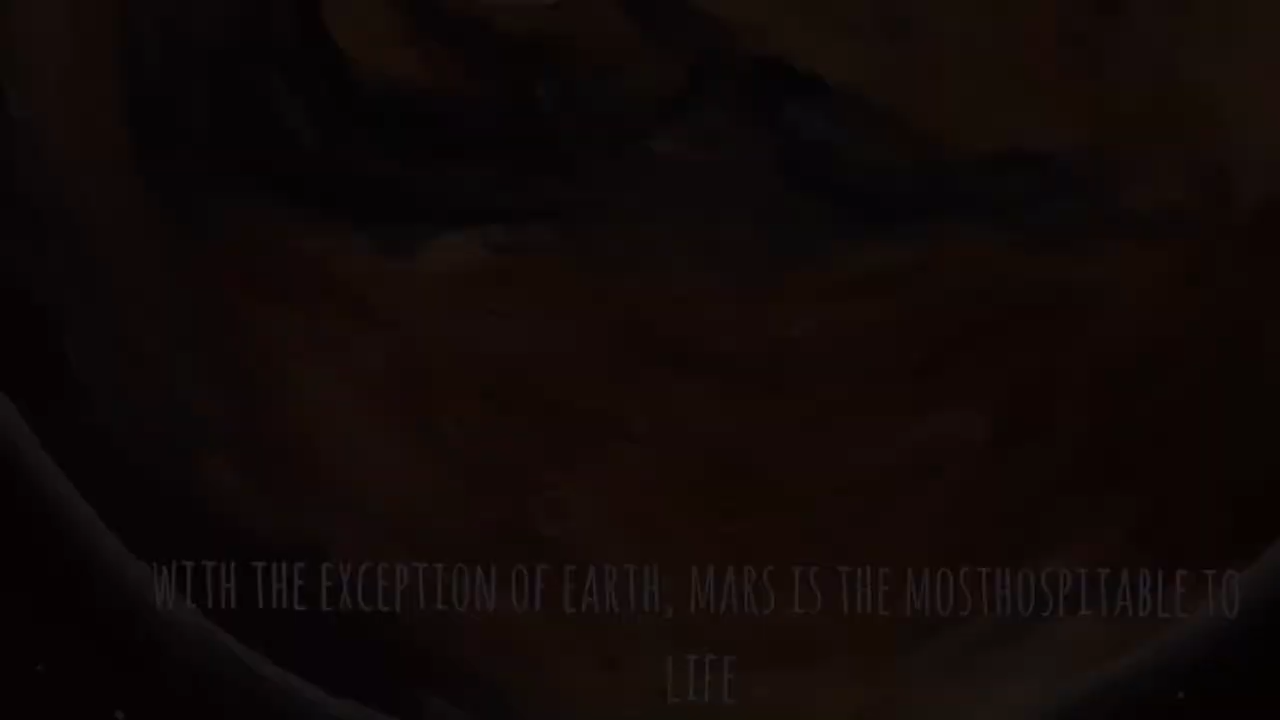 WITH THE EXCEPTION OF EARTH, MARS IS THE MOSTHOSPITABLE TO
LIFE